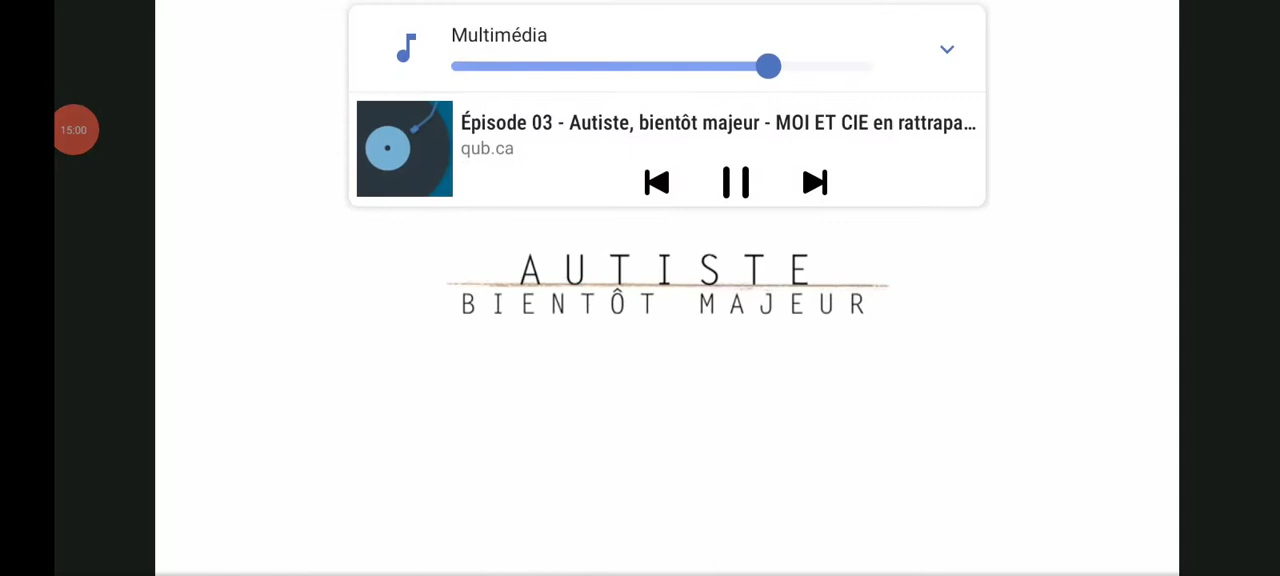 Multimédia
15:00
Épisode 03 - Autiste, bientôt majeur - MOI ET CIE en rattrapa...
qub.ca
AUTISTE
BIENTÔT MAJEUR